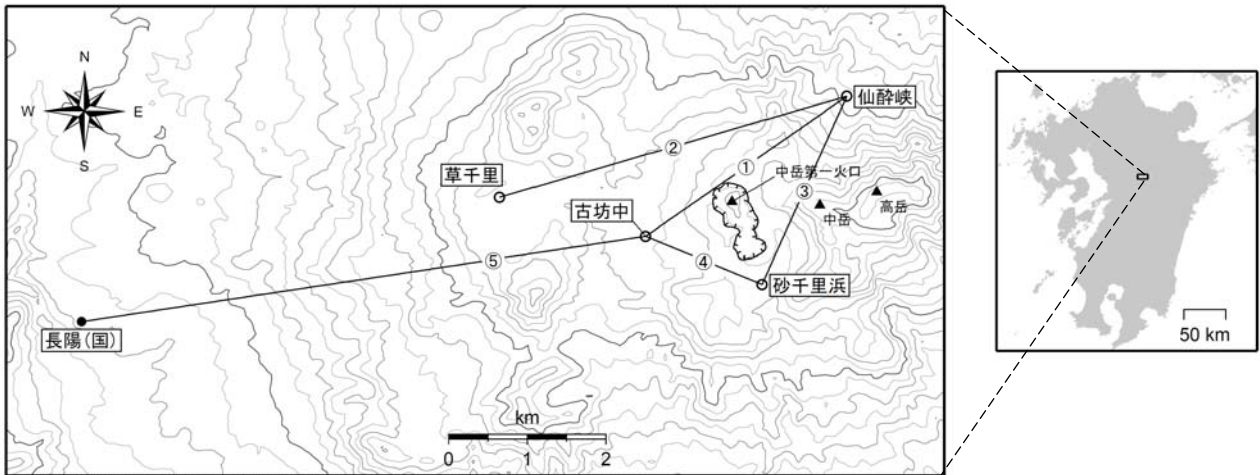 N
W
E
S
仙酔峡
②
草千里
①
中岳第一火口
③
高岳
中岳
古坊中
④
⑤
砂千里浜
長陽(国)
km
0 1 2
50 km